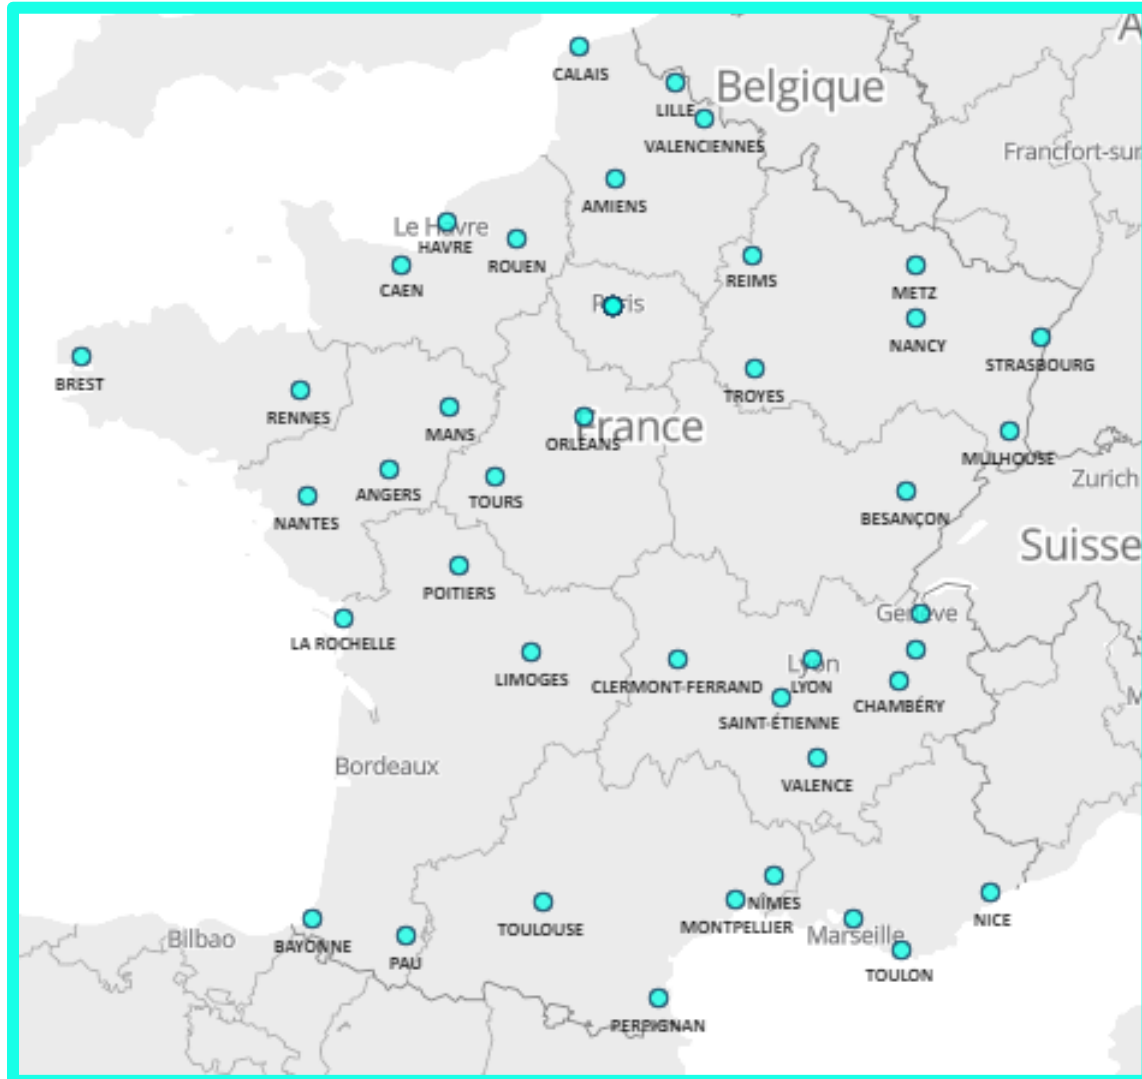 A
CALAIS
Belgique
LILLE
VALENCIENNES
Francfort-sur
AMIENS
Le Havre
HAVRE
ROUEN
REIMS
CAEN
METZ
Paris
NANCY
STRASBOURG
BREST
TROYES
RENNES
MANS
France
ORLÉANS
MULHOUSE
Zurich
ANGERS
TOURS
BESANÇON
NANTES
Suisse
POITIERS
Genève
LA ROCHELLE
Lyon
LIMOGES
CLERMONT-FERRAND
LYON
M
CHAMBÉRY
SAINT-ÉTIENNE
Bordeaux
VALENCE
NÎMES
NICE
TOULOUSE
MONTPELLIER
Marseille
Bilbao
BAYONNE
PAU
TOULON
PERPIGNAN